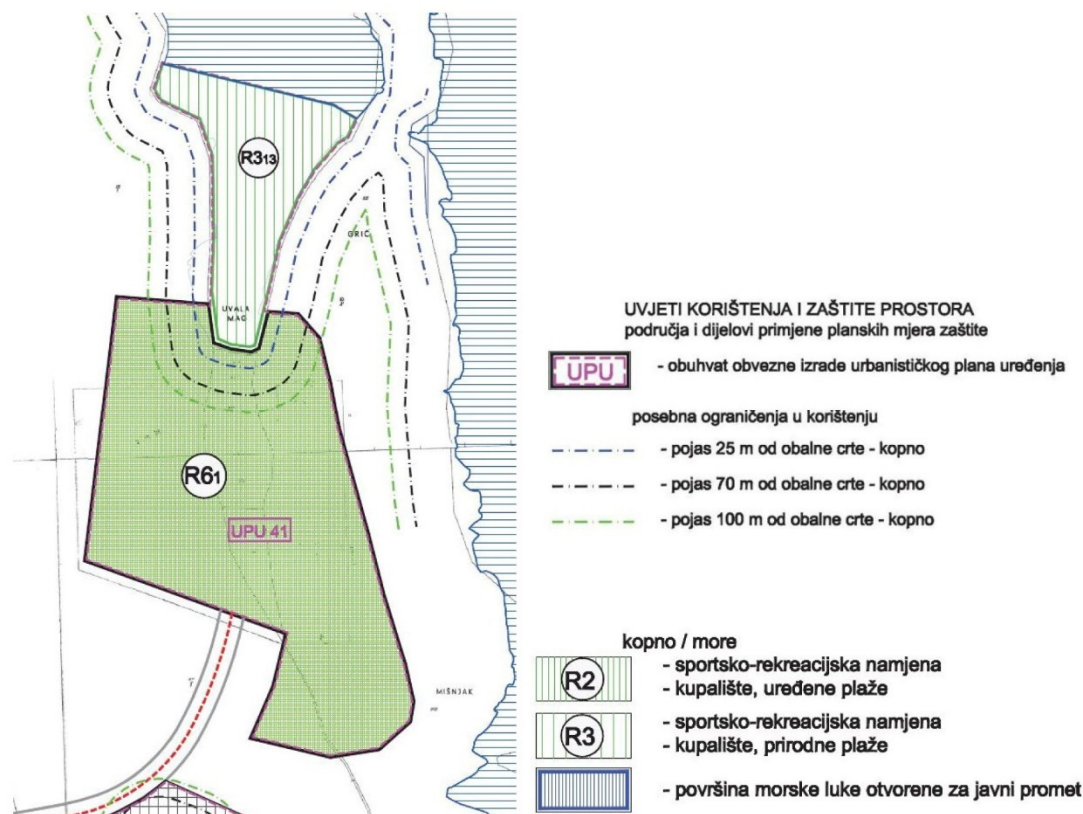 R313
GRIČ
UVALA
MAG
R61
UPU 41
MIŠNJAK
UVJETI KORIŠTENJA I ZAŠTITE PROSTORA
područja i dijelovi primjene planskih mjera zaštite
UPU - obuhvat obvezne izrade urbanističkog plana uređenja
posebna ograničenja u korištenju
- pojas 25 m od obalne crte - kopno
- pojas 70 m od obalne crte - kopno
- pojas 100 m od obalne crte - kopno
kopno / more
R2 - sportsko-rekreacijska namjena
- kupalište, uređene plaže
R3 - sportsko-rekreacijska namjena
- kupalište, prirodne plaže
- površina morske luke otvorene za javni promet